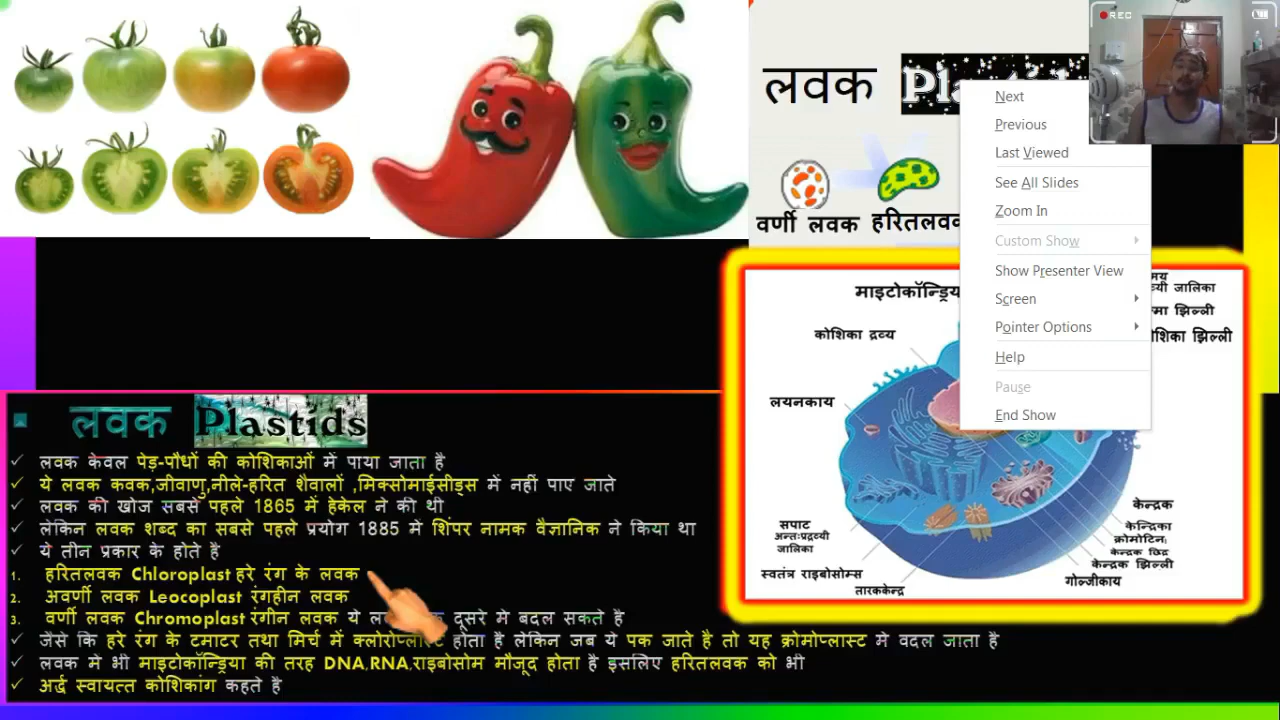 लवक
REC
Next
Previous
Last Viewed
See All Slides
Zoom In
Custom Show
Show Presenter View
Screen
Pointer Options
Help
Pause
End Show
वर्णी लवक हरितलव
कोशिका द्रव्य
लयनकाय
सपाट
अन्तःप्रद्रव्यी
जालिका
स्वतंत्र राइबोसोम्स
तारककेन्द्र
जालिका
झिल्ली
झिल्ली
केन्द्रक
केन्द्रिका
क्रोमोटिन
केन्द्रक छिद्र
केन्द्रक झिल्ली
गोल्जीकाय
लवक Plastids
लवक केवल पेड़-पौधों की कोशिकाओं में पाया जाता है
ये लवक कवक,जीवाणु,नीले-हरित शैवालों ,मिक्सोमाईसीड्स में नहीं पाए जाते
लवक की खोज सबसे पहले 1865 में हेकेल ने की थी
लेकिन लवक शब्द का सबसे पहले प्रयोग 1885 में शिंपर नामक वैज्ञानिक ने किया था
ये तीन प्रकार के होते है
1. हरितलवक Chloroplast हरे रंग के लवक
2. अवर्णी लवक Leocoplast रंगहीन लवक
3. वर्णी लवक Chromoplast रंगीन लवक ये दूसरे मे बदल सकते है
जैसे कि हरे रंग के टमाटर तथा मिर्च में क्लोरोप्लास्ट होता है लेकिन जब ये पक जाते है तो यह क्रोमोप्लास्ट मे वदल जाता है
लवक मे भी माइटोकॉन्ड्रिया की तरह DNA,RNA,राइबोसोम मौजूद होता है इसलिए हरितलवक को भी
अर्द्ध स्वायत्त कोशिकांग कहते है